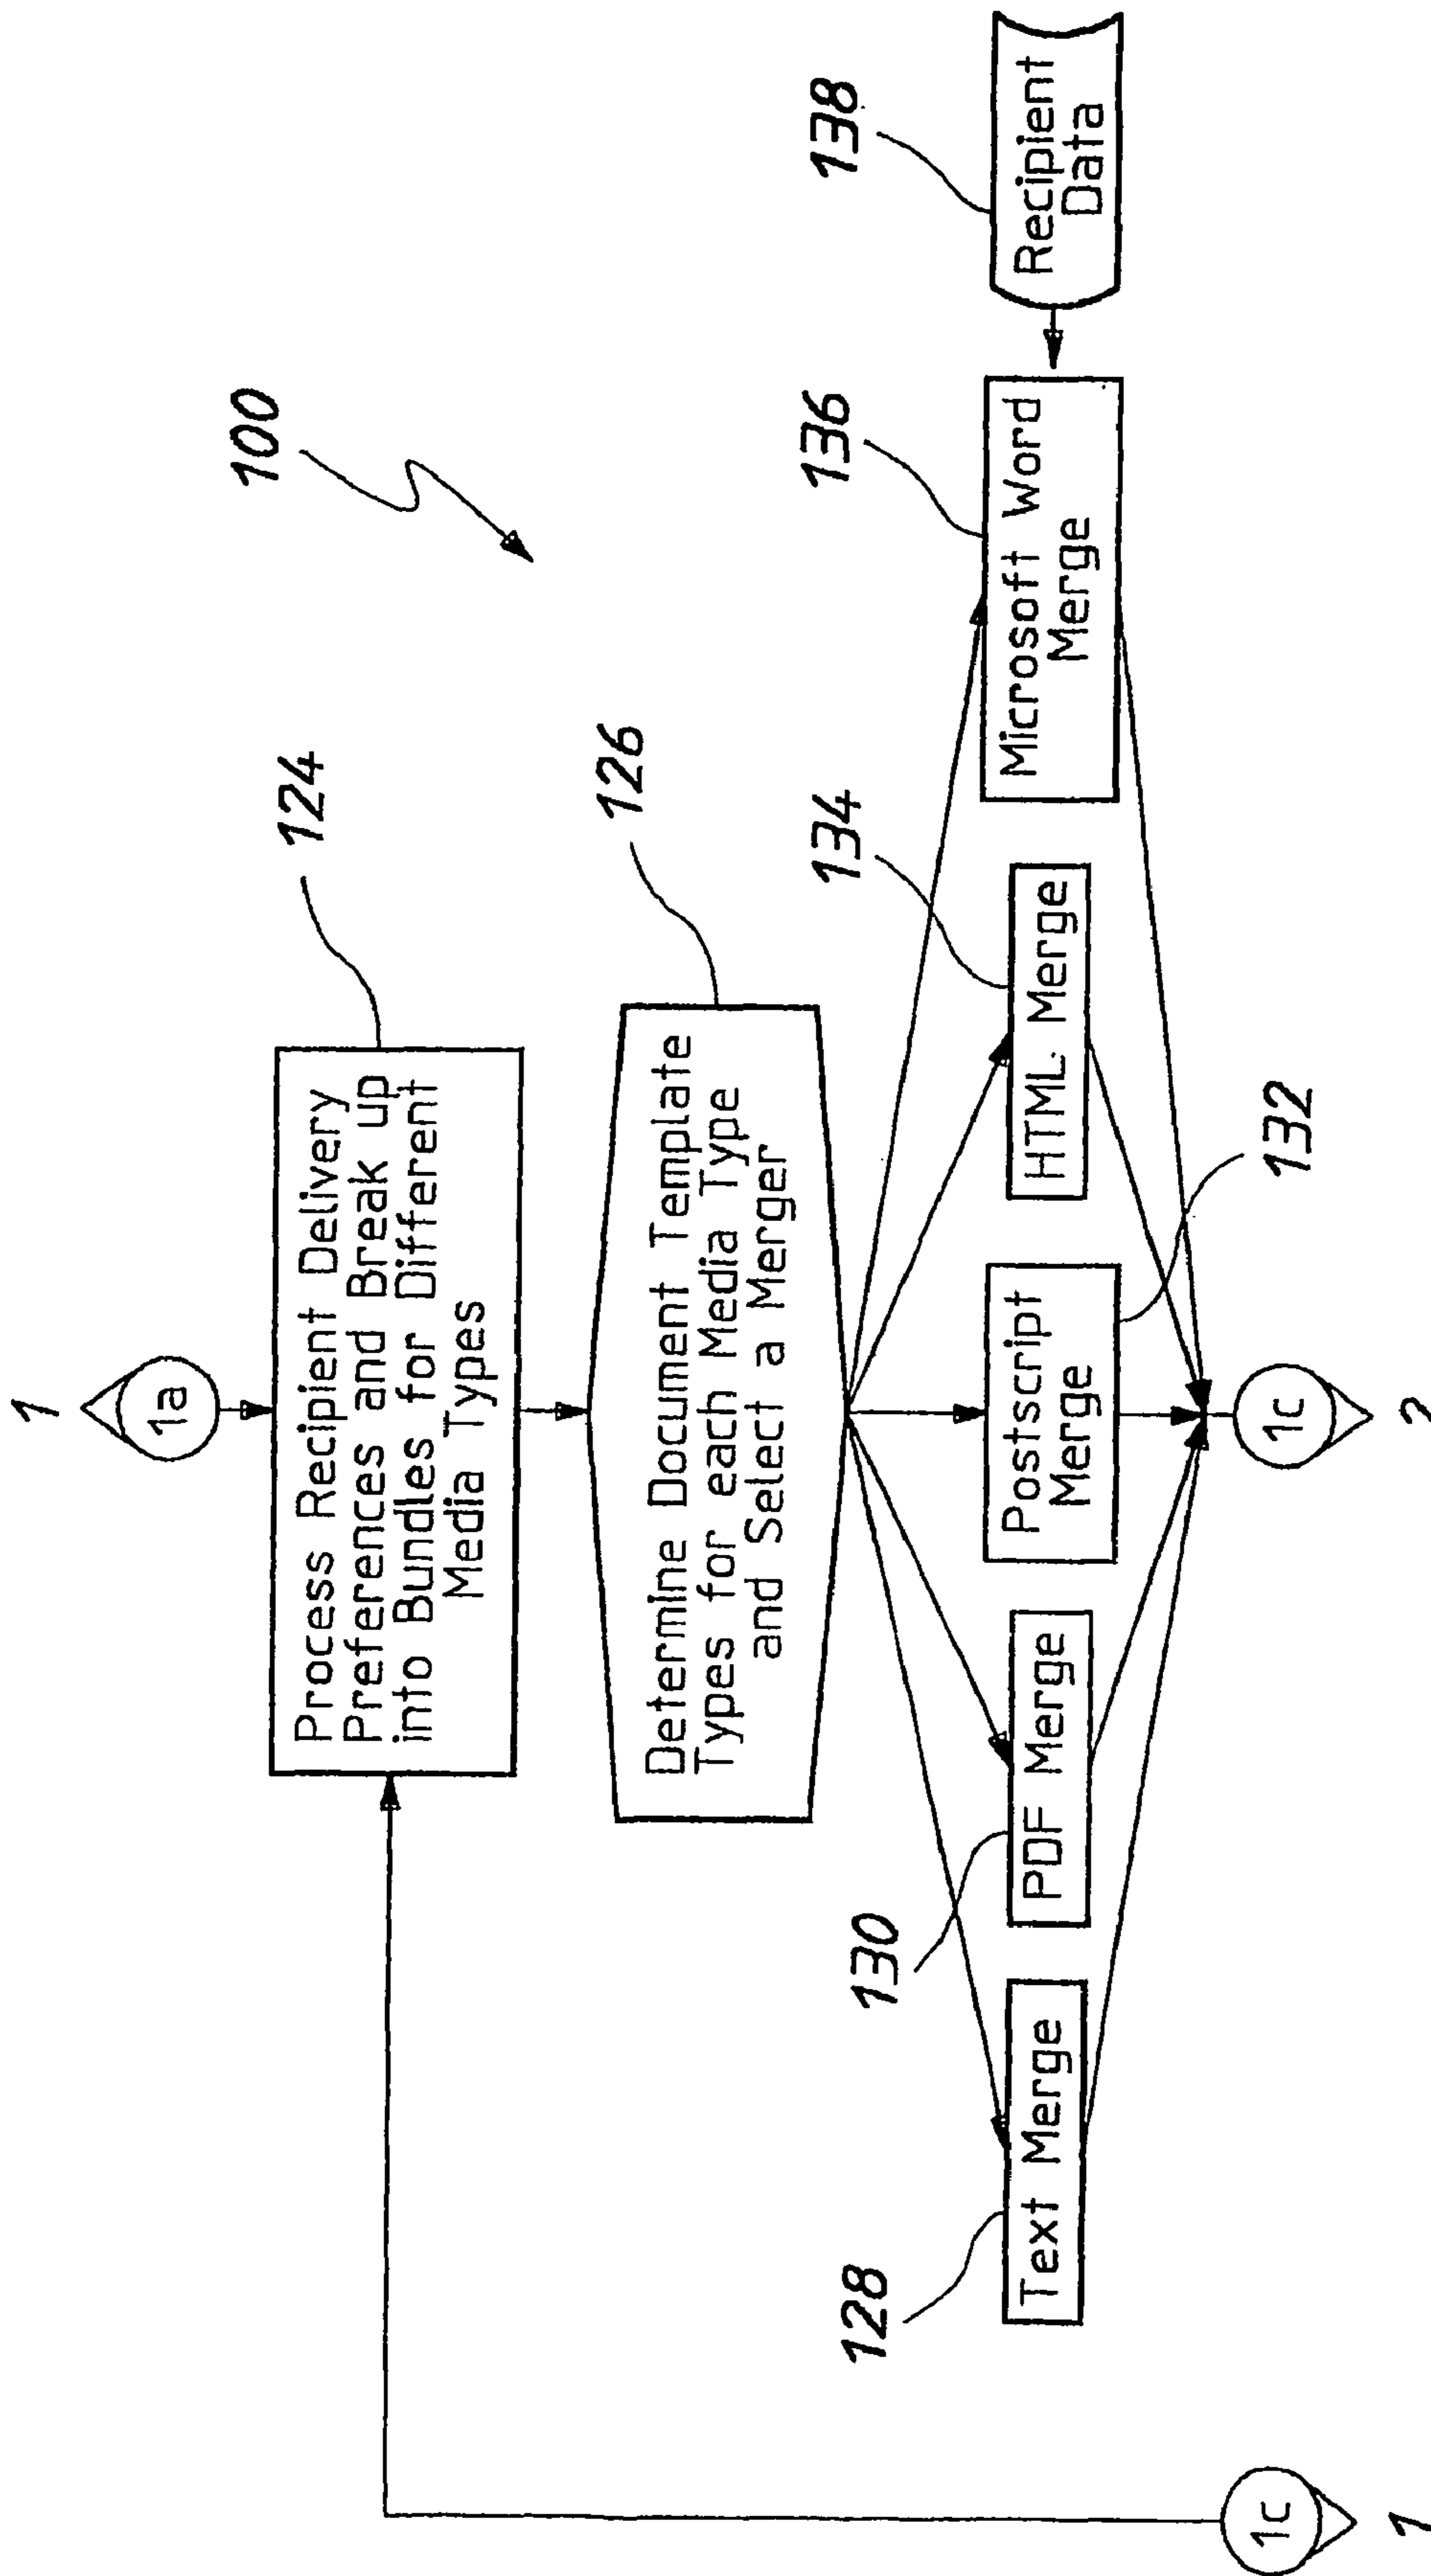 1
1a
100
124
Process Recipient Delivery
Preferences and Break up
into Bundles for Different
Media Types
126
Determine Document Template
Types for each Media Type
and Select a Merger
128
Text Merge
130
PDF Merge
Postscript
Merge
132
134
HTML Merge
136
Microsoft Word
Merge
138
Recipient
Data
1c
1
1c
2